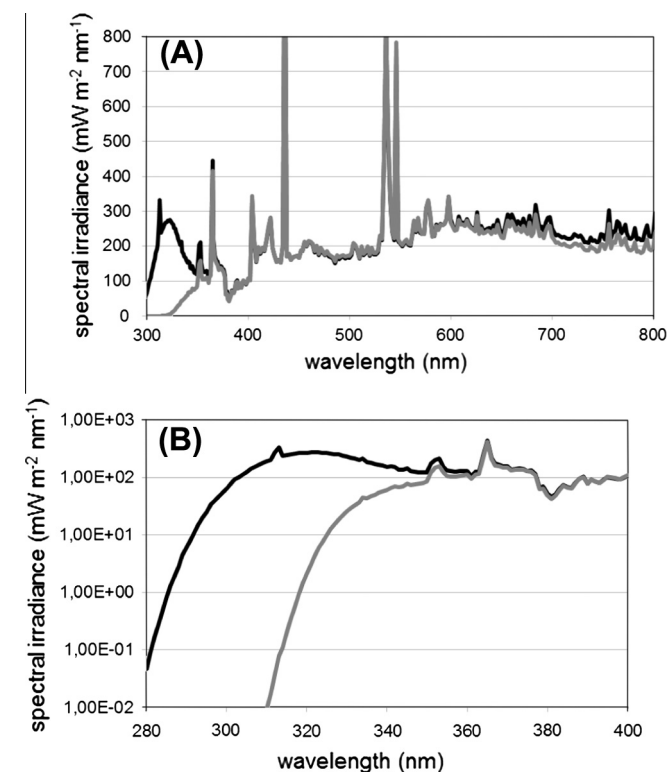 (A)
spectral irradiance (mW m-2 nm-1)
800
700
600
500
400
300
200
100
0
300 400 500 600 700 800
wavelength (nm)
(B)
spectral irradiance (mW m-2 nm-1)
1,00E+03
1,00E+02
1,00E+01
1,00E+00
1,00E-01
1,00E-02
280 300 320 340 360 380 400
wavelength (nm)